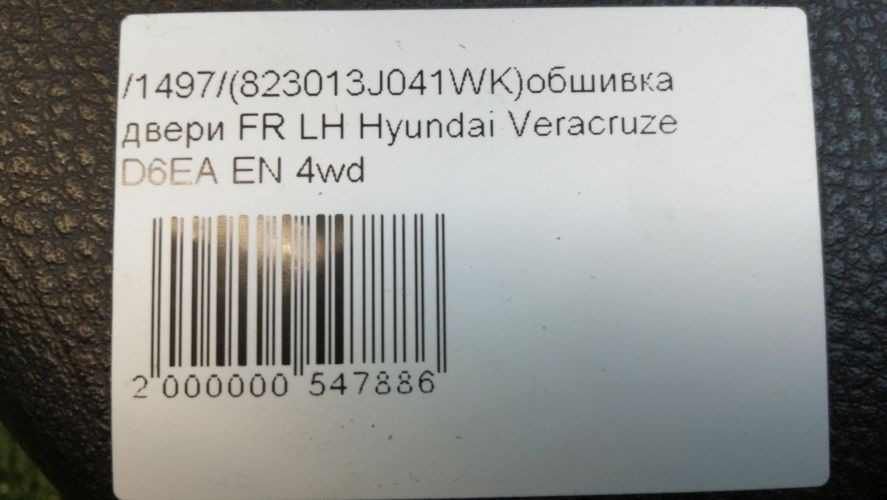 /1497/(823013J041WK)обшивка
двери FR LH Hyundai Veracruze
D6EA EN 4wd
2 000000 547886